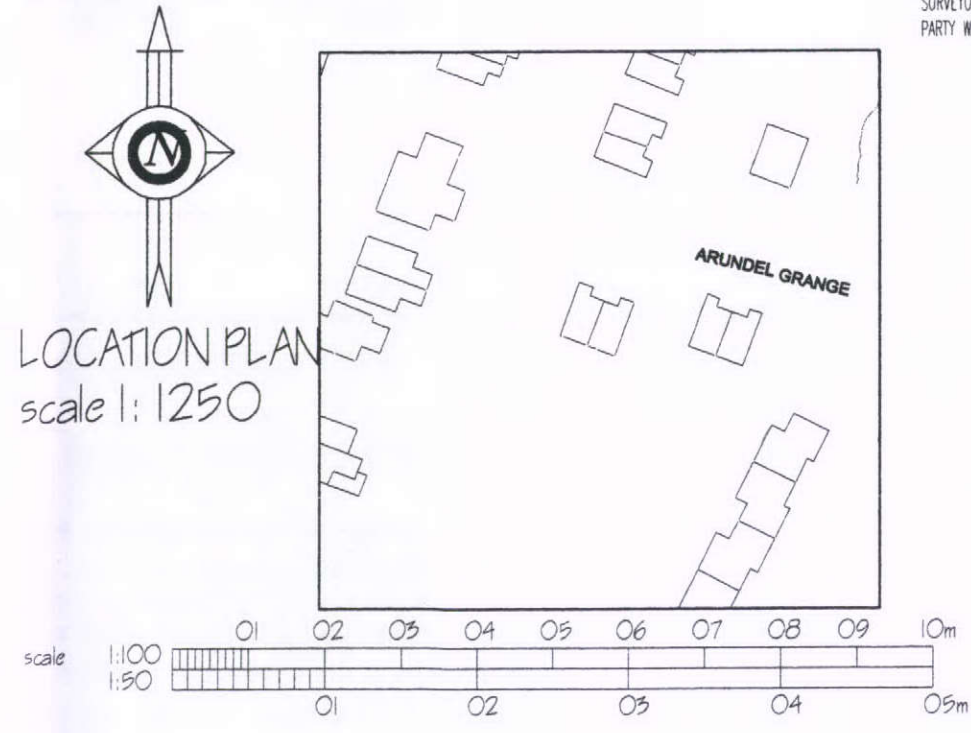 SURVEYO
PARTY W
N
LOCATION PLAN
scale 1: 1250
ARUNDEL GRANGE
01 02 03 04 05 06 07 08 09 10m
scale 1:100
1:50
01 02 03 04 05m